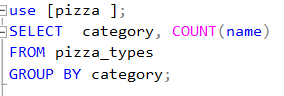 use [pizza ];
SELECT  category, COUNT(name)
FROM pizza_types
GROUP BY category;